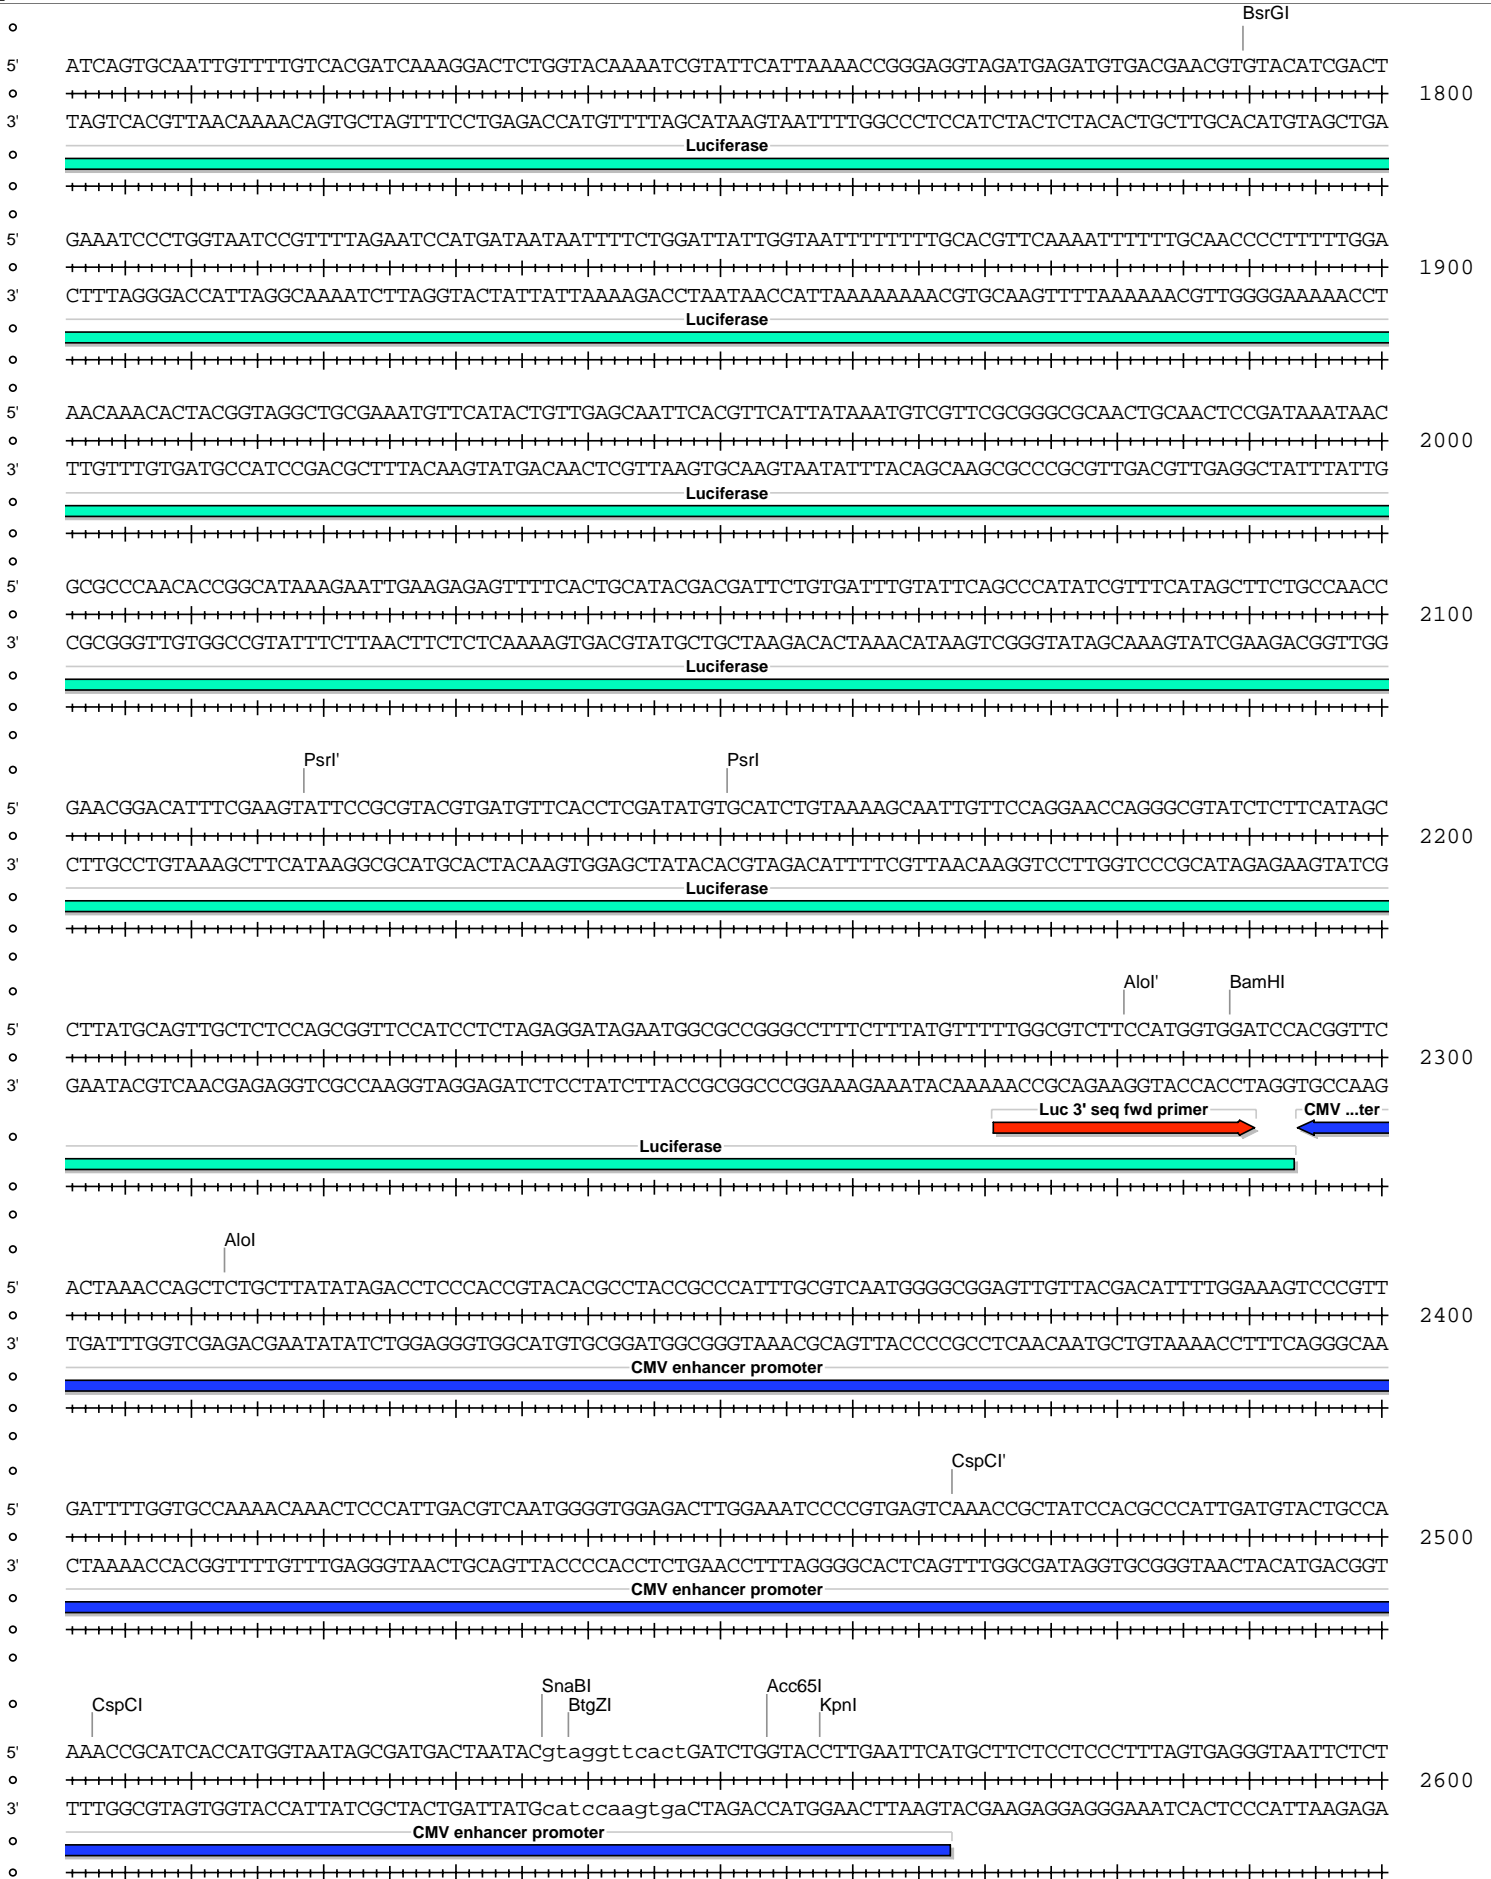 BsrGI
5' ATCAGTGCAATTGTTTTGTCACGATCAAAGGACTCTGGTACAAAATCGTATTCATTAAAACCGGGAGGTAGATGAGATGTGACGAACGTGTACATCGACT
1800
3' TAGTCACGTTAACAAAACAGTGCTAGTTTCCTGAGACCATGTTTTAGCATAAGTAATTTTGGCCCTCCATCTACTCTACACTGCTTGCACATGTAGCTGA
Luciferase
5' GAAATCCCTGGTAATCCGTTTTAGAATCCATGATAATAATTTTCTGGATTATTGGTAATTTTTTTTGCACGTTCAAAATTTTTTGCAACCCCTTTTTGGA
1900
3' CTTTAGGGACCATTAGGCAAAATCTTAGGTACTATTATTAAAAGACCTAATAACCATTAAAAAAAACGTGCAAGTTTTAAAAAACGTTGGGGAAAAACCT
Luciferase
5' AACAAACACTACGGTAGGCTGCGAAATGTTCATACTGTTGAGCAATTCACGTTCATTATAAATGTCGTTCGCGGGCGCAACTGCAACTCCGATAAATAAC
2000
3' TTGTTTGTGATGCCATCCGACGCTTTACAAGTATGACAACTCGTTAAGTGCAAGTAATATTTACAGCAAGCGCCCGCGTTGACGTTGAGGCTATTTATTG
Luciferase
5' GCGCCCAACACCGGCATAAAGAATTGAAGAGAGTTTTCACTGCATACGACGATTCTGTGATTTGTATTCAGCCCATATCGTTTCATAGCTTCTGCCAACC
2100
3' CGCGGGTTGTGGCCGTATTTCTTAACTTCTCTCAAAAGTGACGTATGCTGCTAAGACACTAAACATAAGTCGGGTATAGCAAAGTATCGAAGACGGTTGG
Luciferase
PsrI' PsrI
5' GAACGGACATTTCGAAGTATTCCGCGTACGTGATGTTCACCTCGATATGTGCATCTGTAAAAGCAATTGTTCCAGGAACCAGGGCGTATCTCTTCATAGC
2200
3' CTTGCCTGTAAAGCTTCATAAGGCGCATGCACTACAAGTGGAGCTATACACGTAGACATTTTCGTTAACAAGGTCCTTGGTCCCGCATAGAGAAGTATCG
Luciferase
AloI' BamHI
5' CTTATGCAGTTGCTCTCCAGCGGTTCCATCCTCTAGAGGATAGAATGGCGCCGGGCCTTTCTTTATGTTTTTGGCGTCTTCCATGGTGGATCCACGGTTC
2300
3' GAATACGTCAACGAGAGGTCGCCAAGGTAGGAGATCTCCTATCTTACCGCGGCCCGGAAAGAAATACAAAAACCGCAGAAGGTACCACCTAGGTGCCAAG
Luc 3' seq fwd primer CMV ...ter
Luciferase
AloI
5' ACTAAACCAGCTCTGCTTATATAGACCTCCCACCGTACACGCCTACCGCCCATTTGCGTCAATGGGGCGGAGTTGTTACGACATTTTGGAAAGTCCCGTT
2400
3' TGATTTGGTCGAGACGAATATATCTGGAGGGTGGCATGTGCGGATGGCGGGTAAACGCAGTTACCCCGCCTCAACAATGCTGTAAAACCTTTCAGGGCAA
CMV enhancer promoter
CspCI'
5' GATTTTGGTGCCAAAACAAACTCCCATTGACGTCAATGGGGTGGAGACTTGGAAATCCCCGTGAGTCAAACCGCTATCCACGCCCATTGATGTACTGCCA
2500
3' CTAAAACCACGGTTTTGTTTGAGGGTAACTGCAGTTACCCCACCTCTGAACCTTTAGGGGCACTCAGTTTGGCGATAGGTGCGGGTAACTACATGACGGT
CMV enhancer promoter
SnaBI Acc65I
CspCI BtgZI KpnI
5' AAACCGCATCACCATGGTAATAGCGATGACTAATACgtaggttcactGATCTGGTACCTTGAATTCATGCTTCTCCTCCCTTTAGTGAGGGTAATTCTCT
2600
3' TTTGGCGTAGTGGTACCATTATCGCTACTGATTATGcatccaagtgaCTAGACCATGGAACTTAAGTACGAAGAGGAGGGAAATCACTCCCATTAAGAGA
CMV enhancer promoter